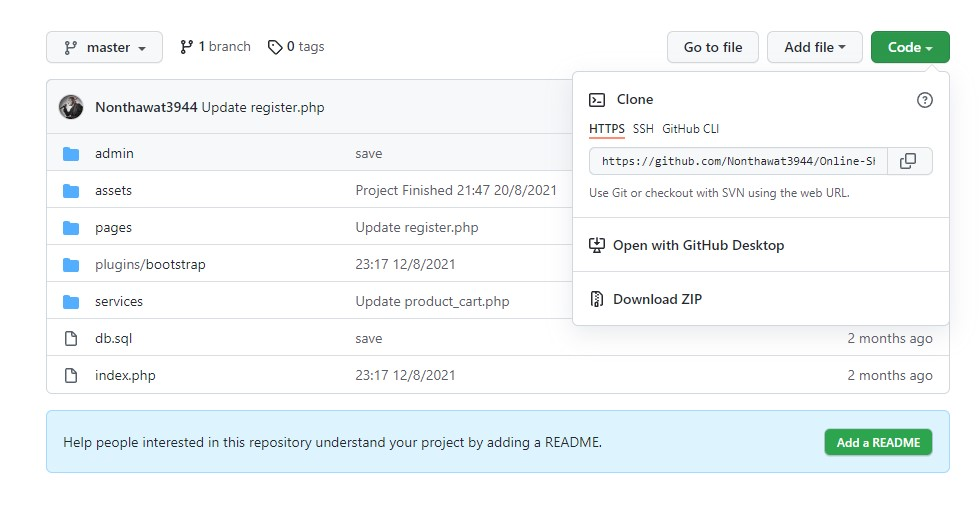 master 1 branch 0 tags Go to file Add file Code
Nonthawat3944 Update register.php
Clone
HTTPS SSH GitHub CLI
https://github.com/Nonthawat3944/Online-Sh
Use Git or checkout with SVN using the web URL.
Open with GitHub Desktop
Download ZIP
admin save
assets Project Finished 21:47 20/8/2021
pages Update register.php
plugins/bootstrap 23:17 12/8/2021
services Update product_cart.php
db.sql save 2 months ago
index.php 23:17 12/8/2021 2 months ago
Help people interested in this repository understand your project by adding a README. Add a README